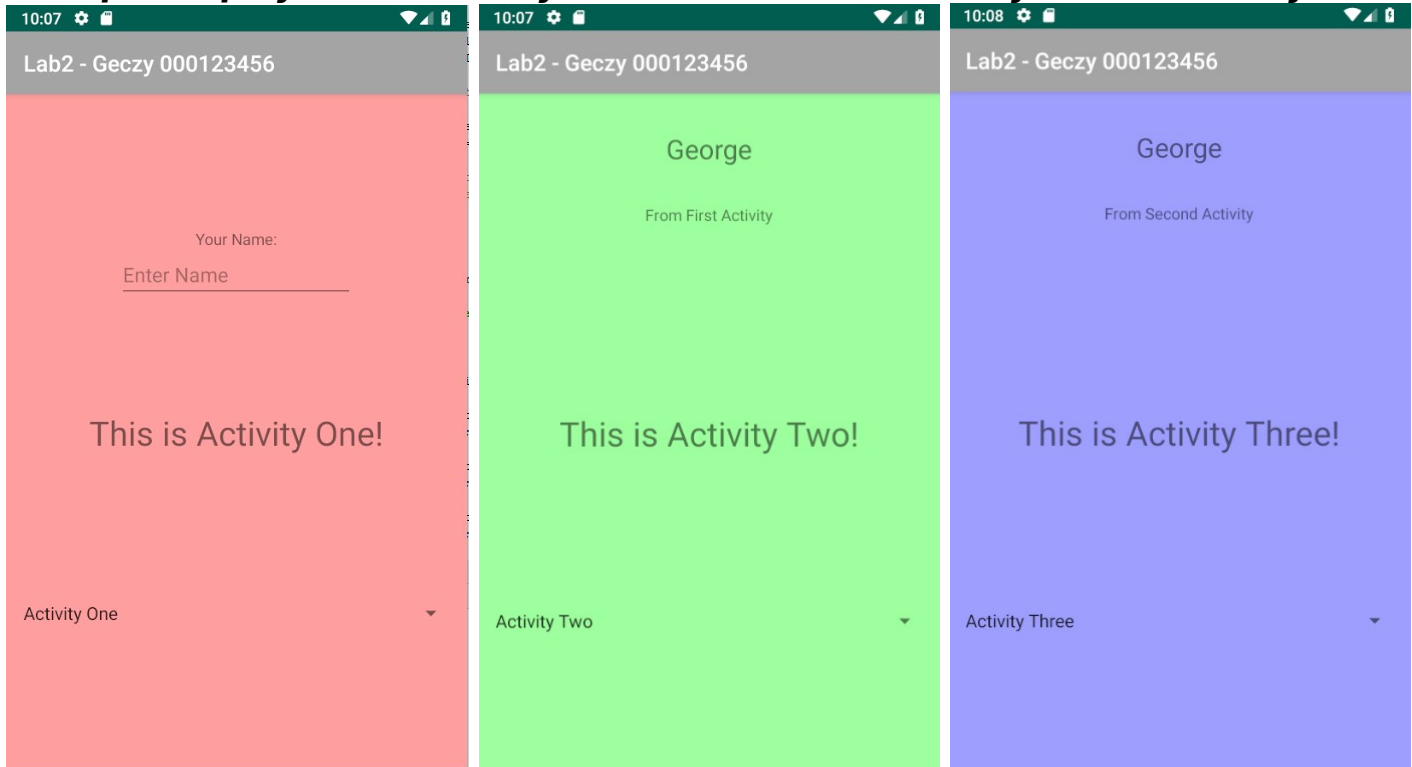 10:07
Lab2 - Geczy 000123456
Your Name:
Enter Name
This is Activity One!
Activity One
10:07
Lab2 - Geczy 000123456
George
From First Activity
This is Activity Two!
Activity Two
10:08
Lab2 - Geczy 000123456
George
From Second Activity
This is Activity Three!
Activity Three